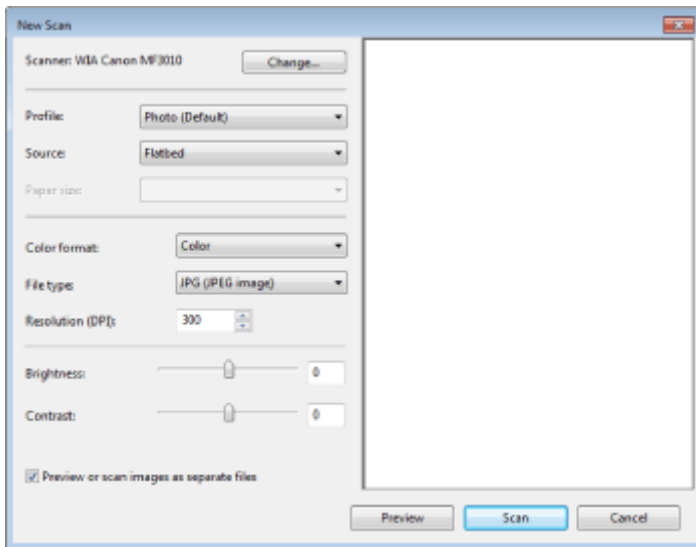 New Scan
Scanner: WIA Canon MF3010 Change...
Profile: Photo (Default)
Source: Flatbed
Paper size:
Color format: Color
File type: JPG (JPEG image)
Resolution (DPI): 300
Brightness: 0
Contrast: 0
Preview or scan images as separate files
Preview Scan Cancel